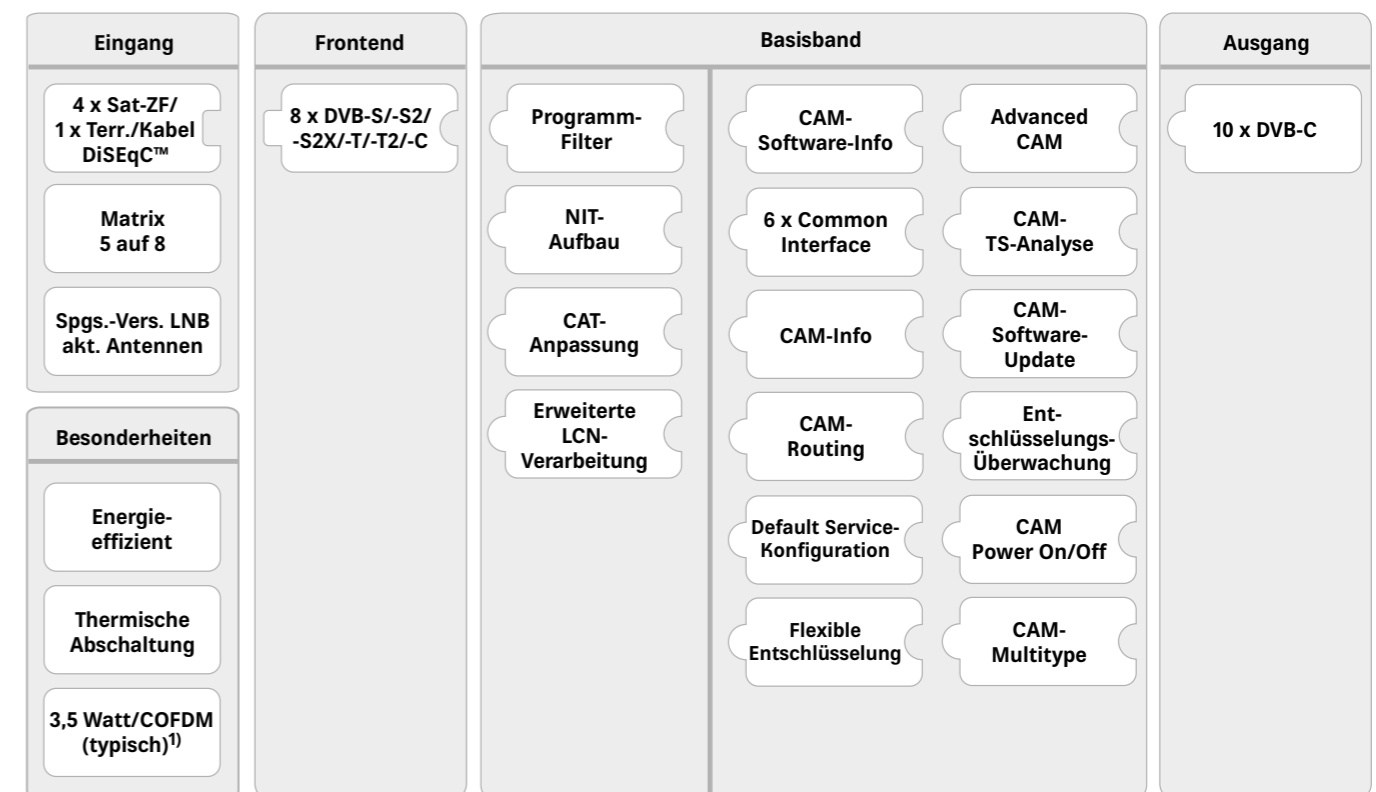 Eingang
4 x Sat-ZF/
1 x Terr./Kabel
DiSEqC™
Matrix
5 auf 8
Spgs.-Vers. LNB
akt. Antennen
Besonderheiten
Energie-
effizient
Thermische
Abschaltung
3,5 Watt/COFDM
(typisch)1)
Frontend
8 x DVB-S/-S2/
-S2X/-T/-T2/-C
Basisband
Programm-
Filter
NIT-
Aufbau
CAT-
Anpassung
Erweiterte
LCN-
Verarbeitung
CAM-
Software-Info
6 x Common
Interface
CAM-Info
CAM-
Routing
Default Service-
Konfiguration
Flexible
Entschlüsselung
Advanced
CAM
CAM-
TS-Analyse
CAM-
Software-
Update
Ent-
schlüsselungs-
Überwachung
CAM
Power On/Off
CAM-
Multitype
Ausgang
10 x DVB-C